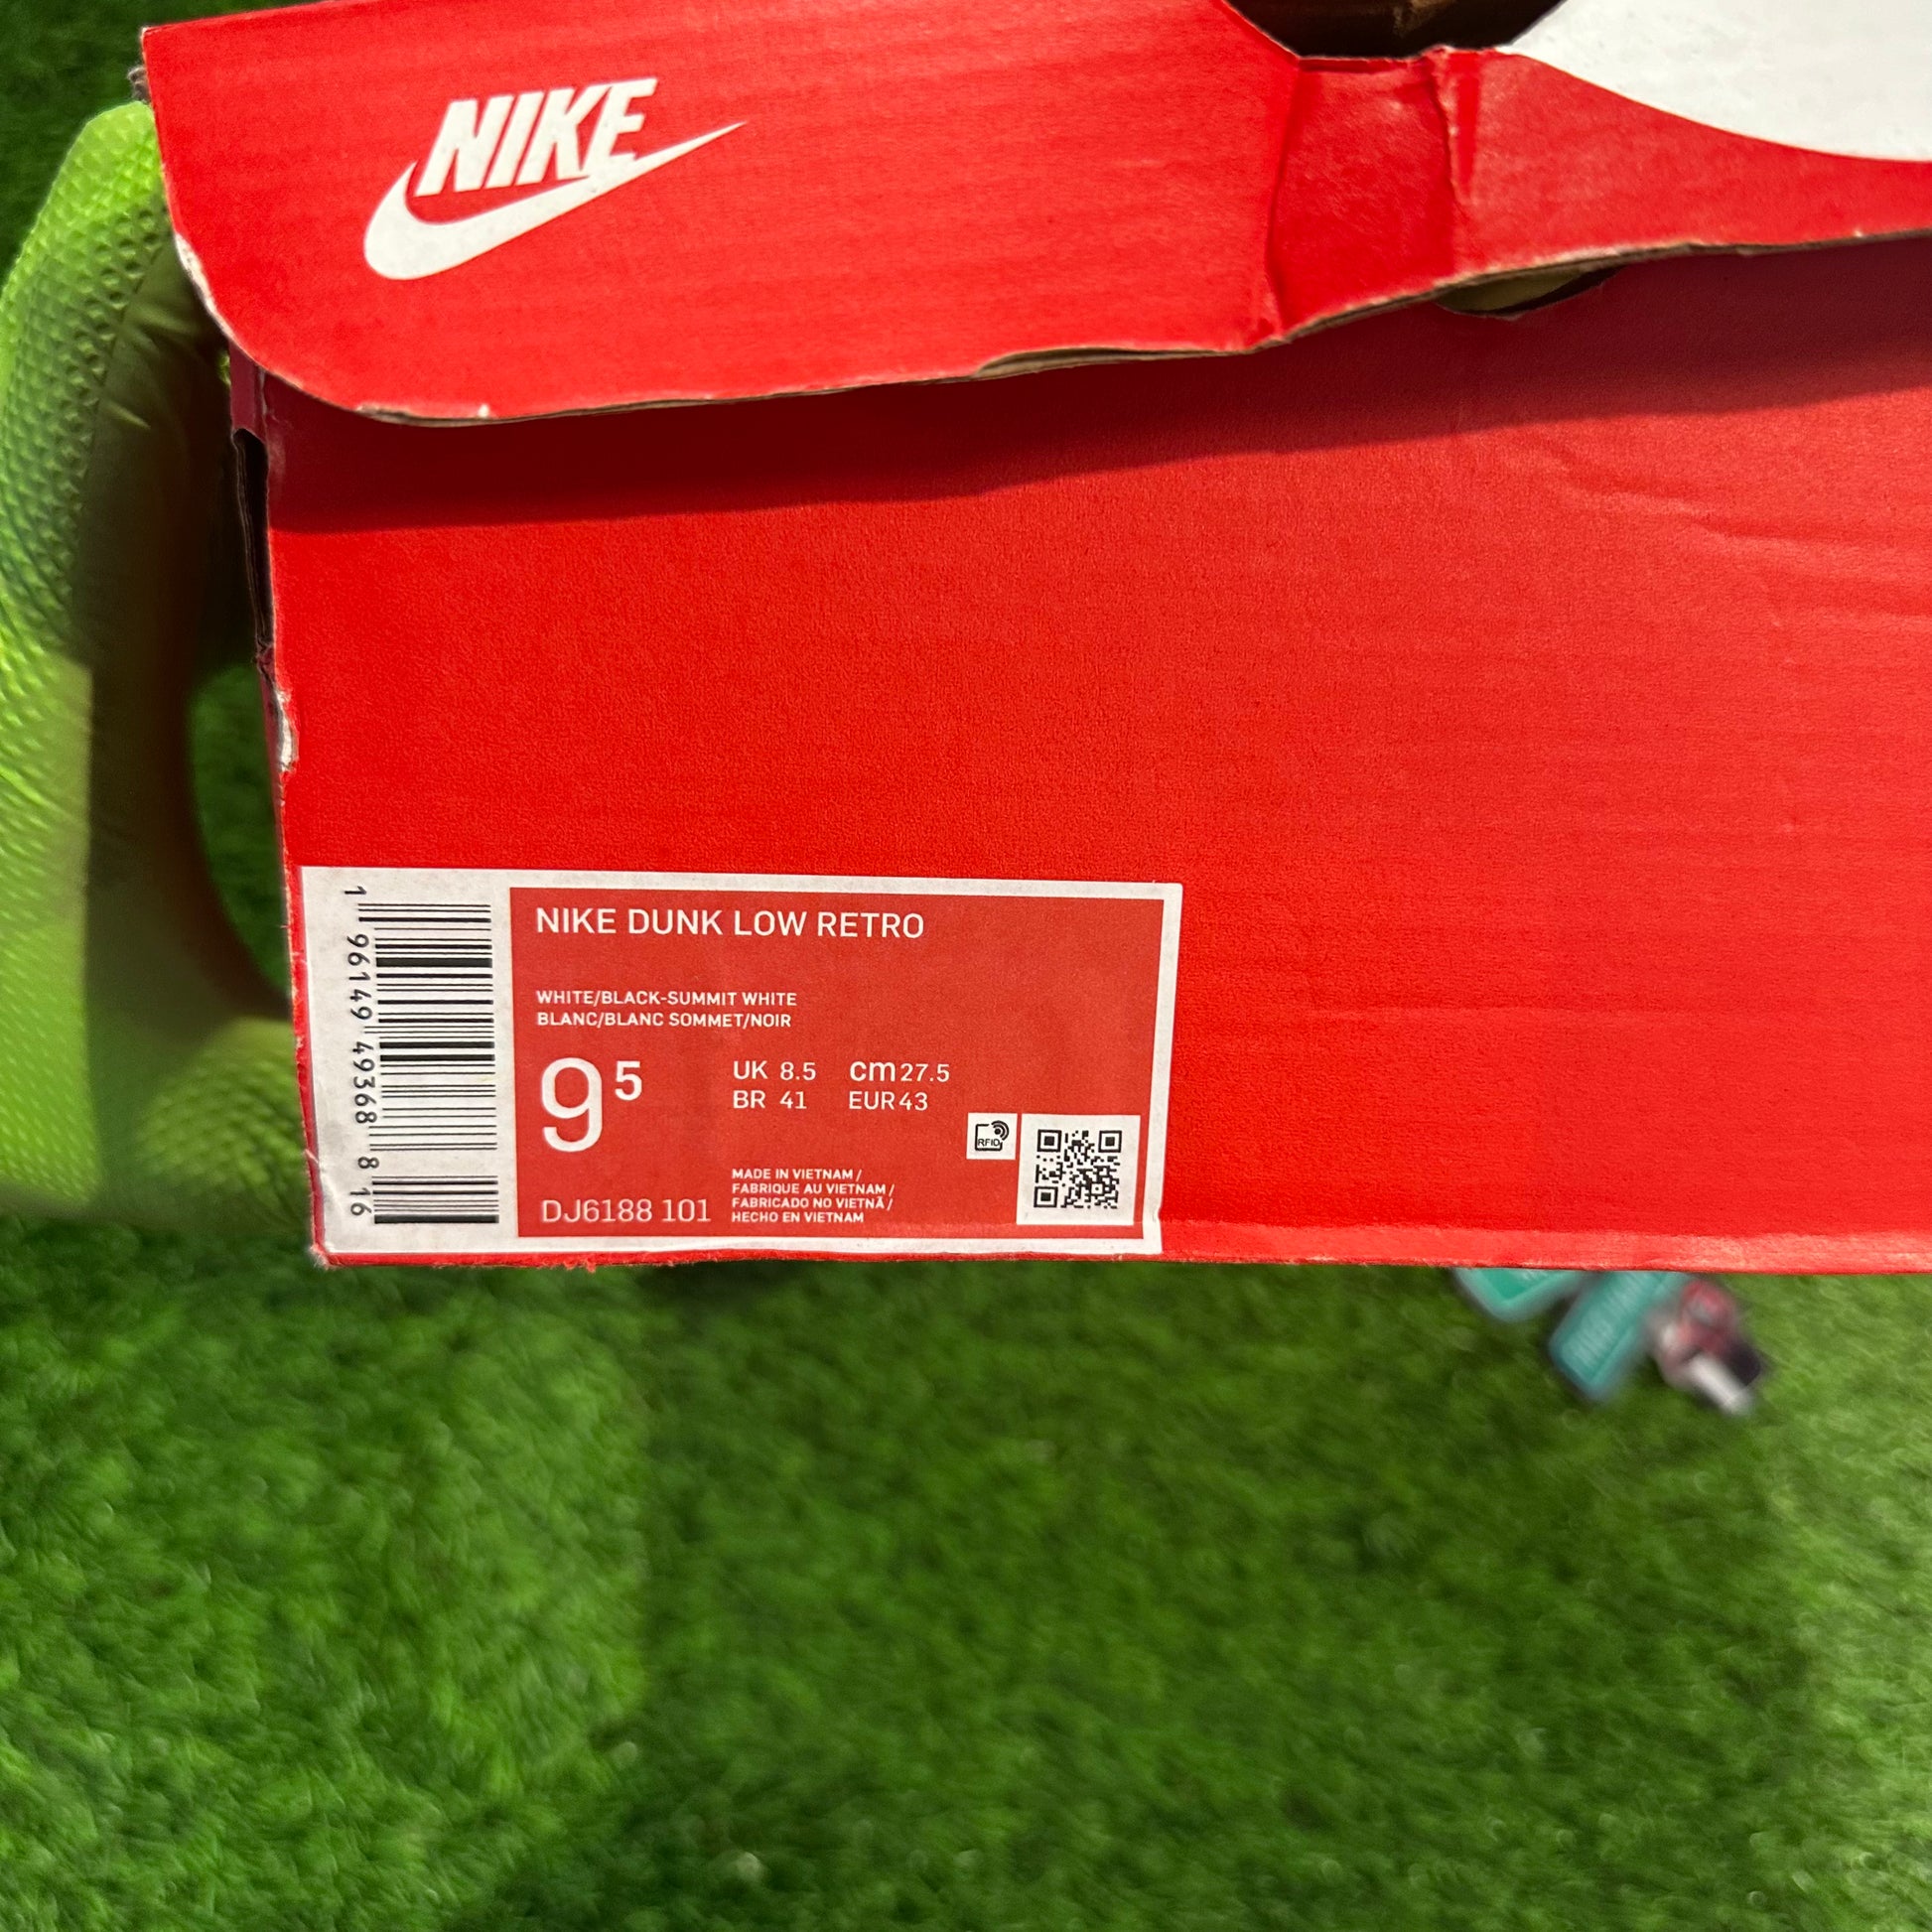 NIKE
NIKE DUNK LOW RETRO
WHITE/BLACK-SUMMIT WHITE
BLANC/BLANC SOMMET/NOIR
9 5
UK 8.5 cm 27.5
BR 41 EUR 43
RFID
MADE IN VIETNAM /
FABRIQUE AU VIETNAM /
FABRICADO NO VIETNÃ /
HECHO EN VIETNAM
DJ6188 101
1 96149 49368 8 16